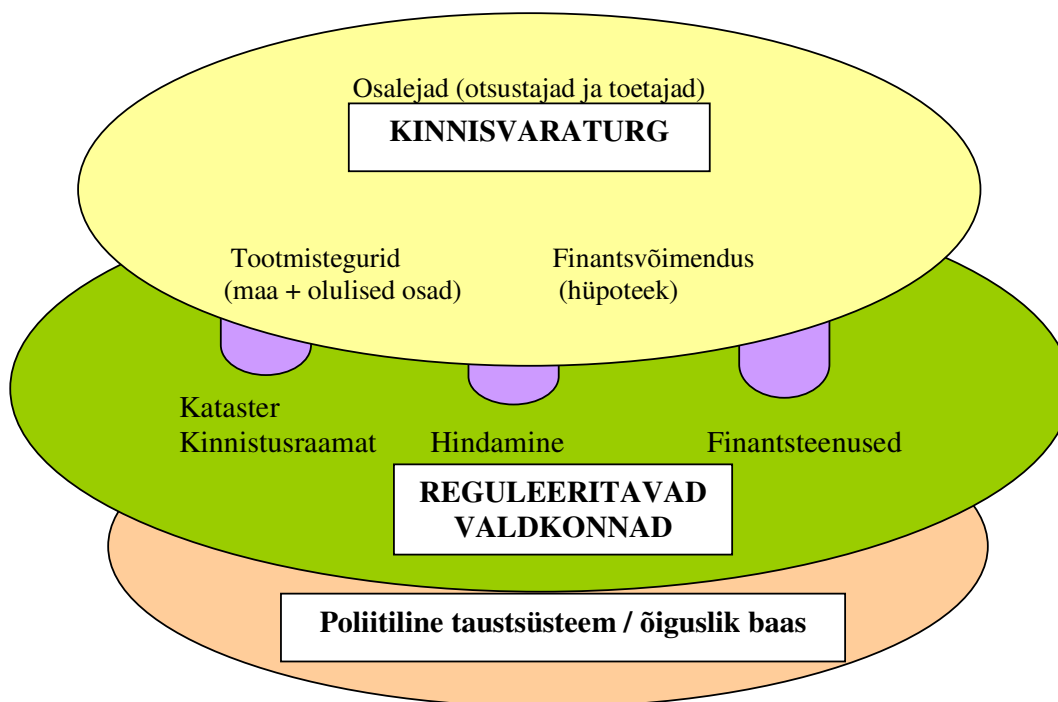 Osalejad (otsustajad ja toetajad)
KINNISVARATURG
Tootmistegurid
(maa + olulised osad)
Finantsvõimendus
(hüpoteek)
Kataster
Kinnistusraamat
Hindamine
Finantsteenused
REGULEERITAVAD
VALDKONNAD
Poliitiline taustsüsteem / õiguslik baas